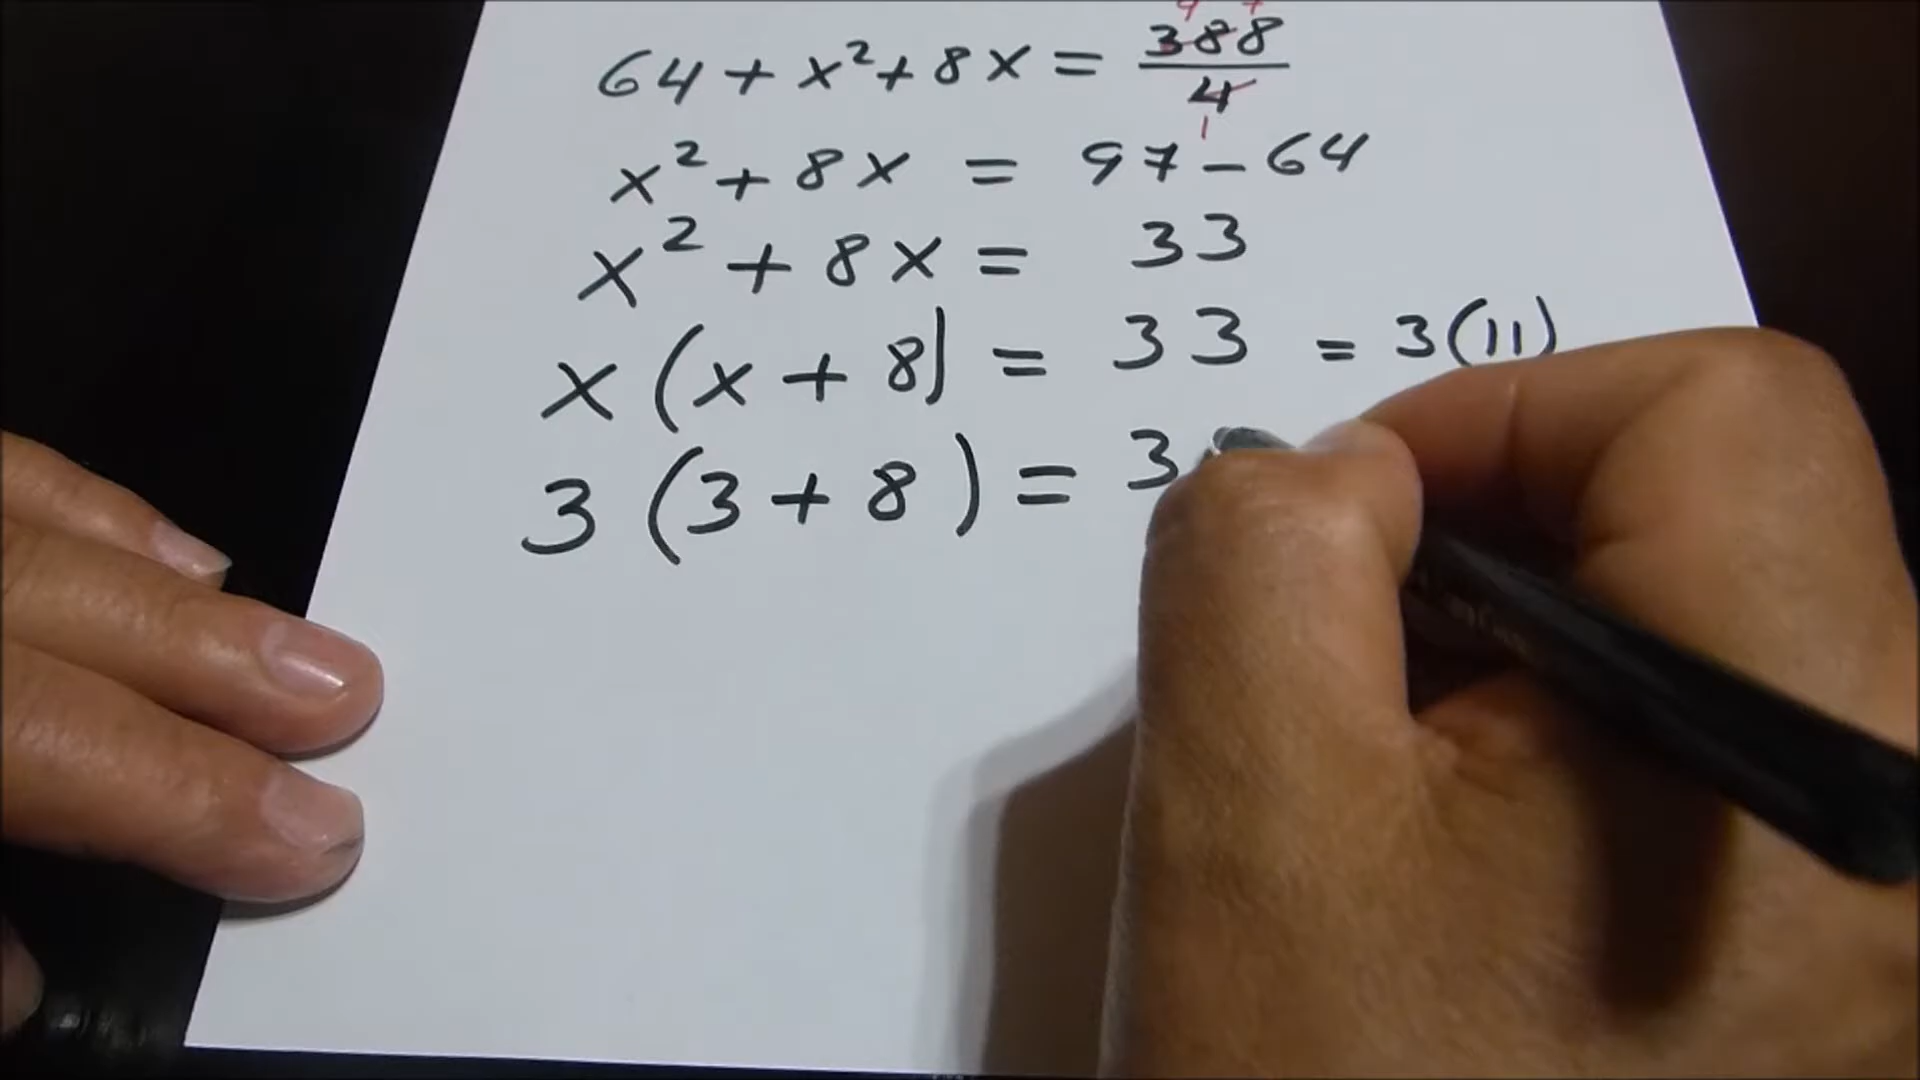 64 + x² + 8x = 388/4
x² + 8x = 97 - 64
x² + 8x = 33
x (x + 8) = 33 = 3(11)
3 (3 + 8) = 3